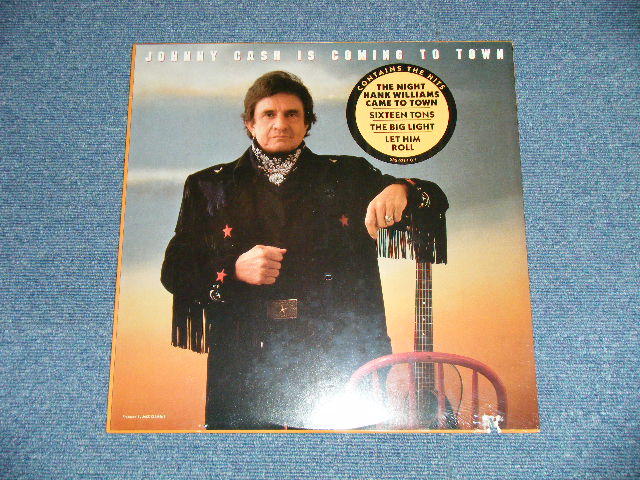 JOHNNY CASH IS COMING TO TOWN
CONTAINS THE HITS
THE NIGHT
HANK WILLIAMS
CAME TO TOWN
SIXTEEN TONS
THE BIG LIGHT
LET HIM
ROLL